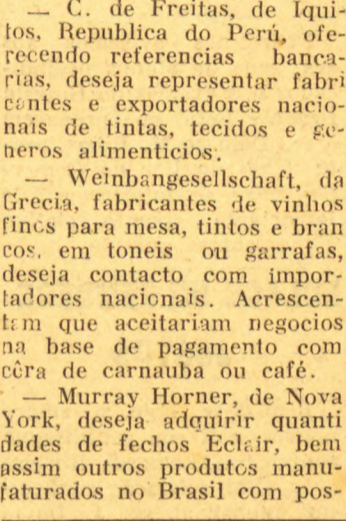 — C. de Freitas, de Iqui-
tos, Republica do Perú, ofe-
recendo referencias banca-
rias, deseja representar fabri
cantes e exportadores nacio-
nais de tintas, tecidos e ge-
neros alimenticios.
— Weinbangesellschaft, da
Grecia, fabricantes de vinhos
finos para mesa, tintos e bran
cos, em toneis ou garrafas,
deseja contacto com impor-
tadores nacionais. Acrescen-
tam que aceitariam negocios
na base de pagamento com
cêra de carnauba ou café.
— Murray Horner, de Nova
York, deseja adquirir quanti
dades de fechos Eclair, bem
assim outros produtos manu-
faturados no Brasil com pos-